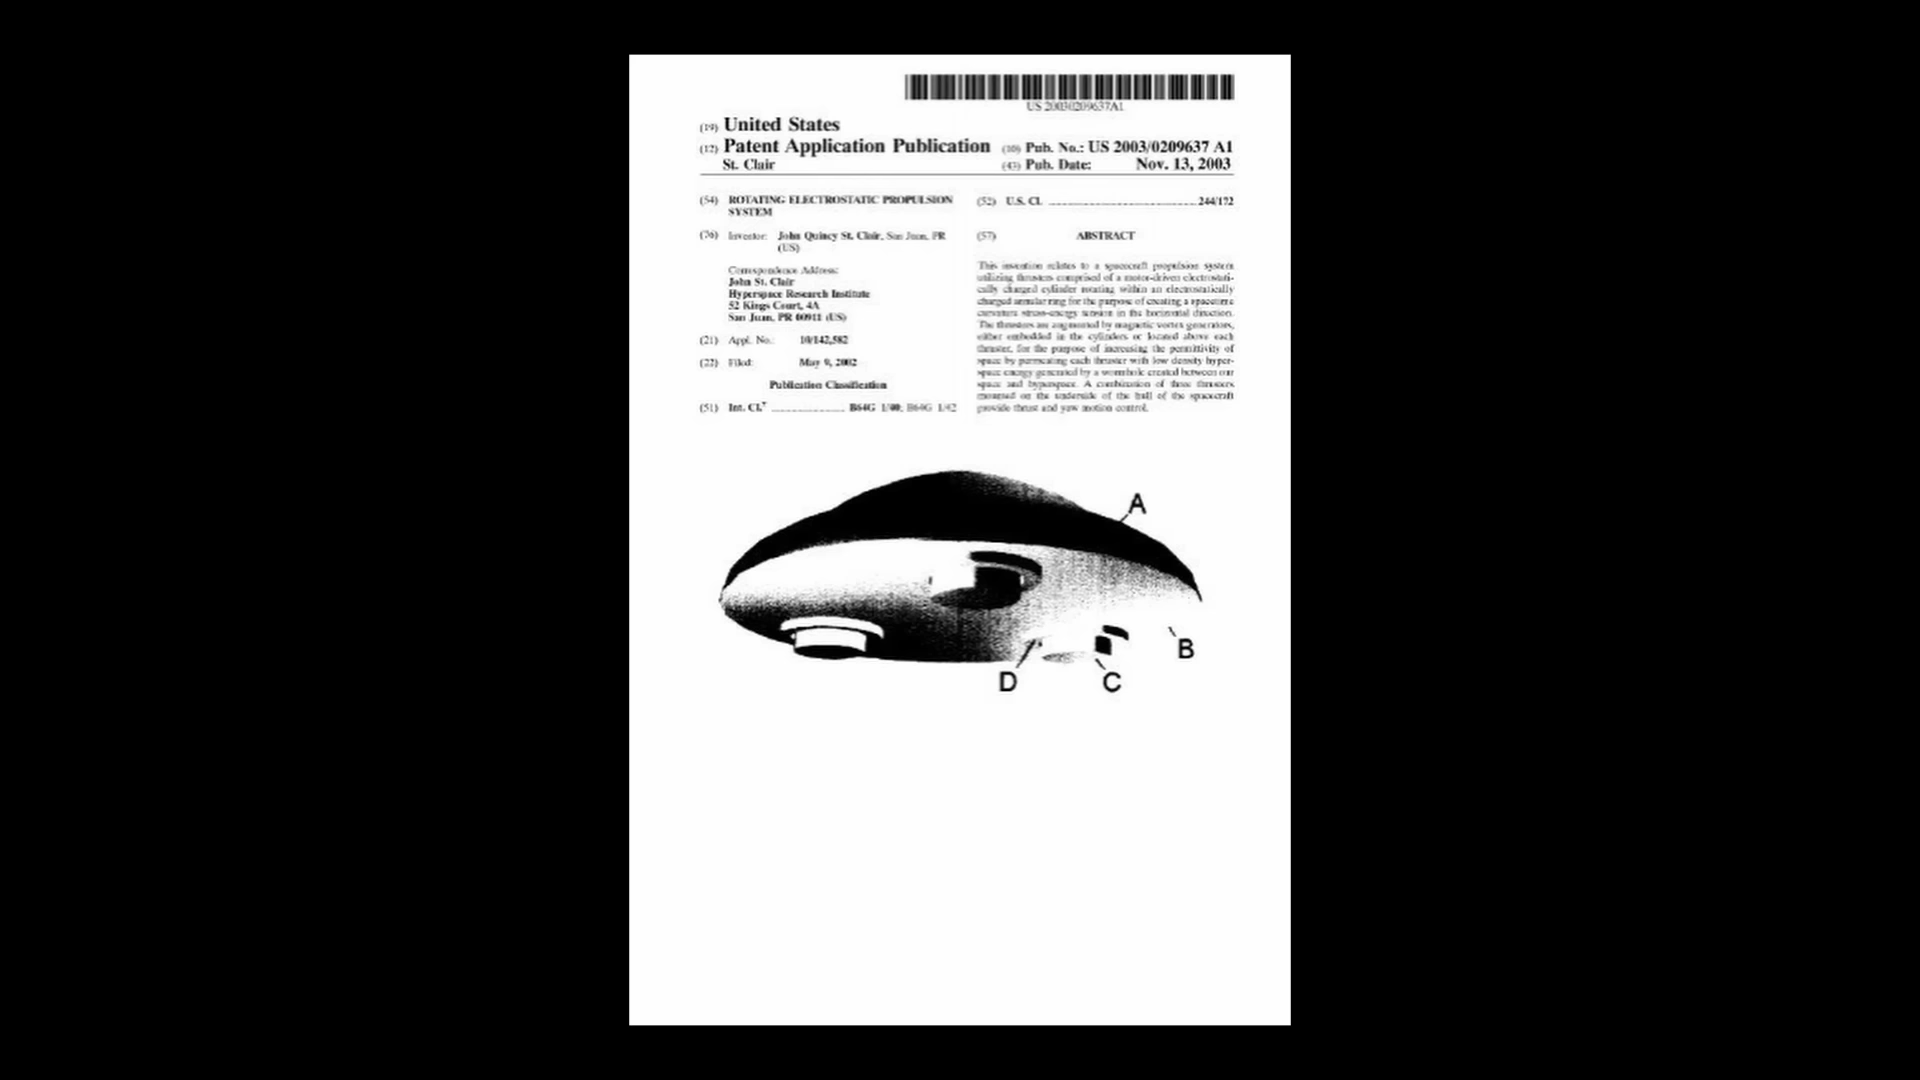 US 20030209637A1
(19) United States
(12) Patent Application Publication
St. Clair
(10) Pub. No.: US 2003/0209637 A1
(43) Pub. Date: Nov. 13, 2003
(54) ROTATING ELECTROSTATIC PROPULSION
SYSTEM
(76) Inventor: John Quincy St. Clair, San Juan, PR
(US)
Correspondence Address:
John St. Clair
Hyperspace Research Institute
52 Kings Court, 4A
San Juan, PR 00911 (US)
(21) Appl. No.: 10/142,582
(22) Filed: May 9, 2002
Publication Classification
(51) Int. Cl.7 ........................ B64G 1/00; B64G 1/42
(52) U.S. Cl. .................................................. 244/172
(57) ABSTRACT
This invention relates to a spacecraft propulsion system
utilizing thrusters comprised of a motor-driven electrostati-
cally charged cylinder rotating within an electrostatically
charged annular ring for the purpose of creating a spacetime
curvature stress-energy tension in the horizontal direction.
The thrusters are augmented by magnetic vortex generators,
either embedded in the cylinders or located above each
thruster, for the purpose of increasing the permittivity of
space by permeating each thruster with low density hyper-
space energy generated by a wormhole created between our
space and hyperspace. A combination of three thrusters
mounted on the underside of the hull of the spacecraft
provide thrust and yaw motion control.
A
B
D
C